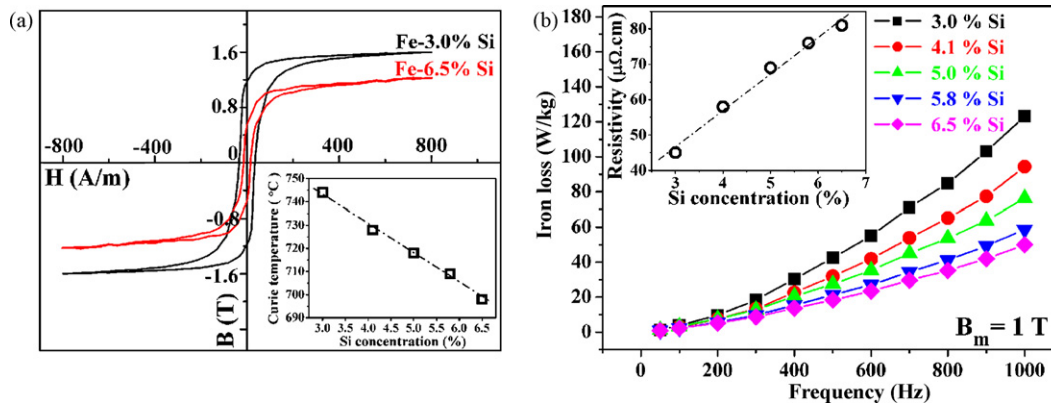 (a)
Fe-3.0% Si
Fe-6.5% Si
1.6
0.8
-800
-400
0
400
800
H (A/m)
-0.8
-1.6
B (T)
Curie temperature (°C)
750
740
730
720
710
700
690
3.0
3.5
4.0
4.5
5.0
5.5
6.0
6.5
Si concentration (%)
(b)
Iron loss (W/kg)
180
160
140
120
100
80
60
40
20
0
Resistivity (μΩ.cm)
80
70
60
50
40
3
4
5
6
7
Si concentration (%)
3.0 % Si
4.1 % Si
5.0 % Si
5.8 % Si
6.5 % Si
Bm= 1 T
0
200
400
600
800
1000
Frequency (Hz)